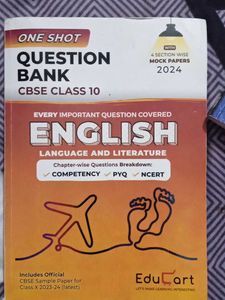 ONE SHOT
QUESTION
BANK
CBSE CLASS 10
WITH
4 SECTION-WISE
MOCK PAPERS
2024
EVERY IMPORTANT QUESTION COVERED
ENGLISH
LANGUAGE AND LITERATURE
Chapter-wise Questions Breakdown:
COMPETENCY PYQ NCERT
Includes Official
CBSE Sample Paper for
Class X 2023-24 (latest)
EduCart
LET'S MAKE LEARNING INTERESTING